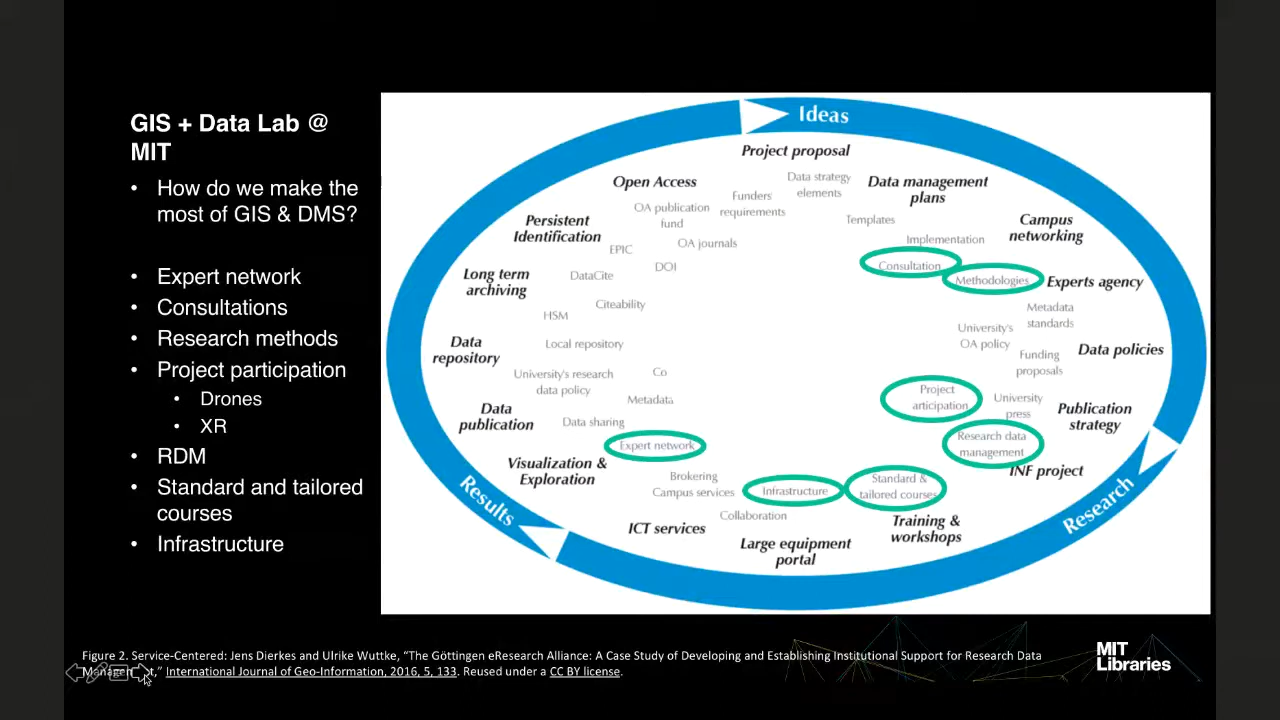 GIS + Data Lab @
MIT
• How do we make the
most of GIS & DMS?
• Expert network
• Consultations
• Research methods
• Project participation
• Drones
• XR
• RDM
• Standard and tailored
courses
• Infrastructure
Ideas
Project proposal
Open Access
Data strategy
elements
Data management
plans
Funders
requirements
OA publication
fund
Templates
Persistent
Identification
Campus
networking
EPIC
OA journals
Implementation
DOI
Consultation
Long term
archiving
DataCite
Methodologies
Experts agency
Citeability
HSM
Metadata
standards
University's
OA policy
Data
repository
Local repository
Funding
proposals
Data policies
University's research
data policy
Co
Metadata
Project
articipation
University
press
Publication
strategy
Data
publication
Data sharing
Expert network
Research data
management
Visualization &
Exploration
INF project
Brokering
Campus services
Infrastructure
Standard &
tailored courses
Results
Research
Collaboration
ICT services
Training &
workshops
Large equipment
portal
Figure 2. Service-Centered: Jens Dierkes and Ulrike Wuttke, “The Göttingen eResearch Alliance: A Case Study of Developing and Establishing Institutional Support for Research Data
International Journal of Geo-Information, 2016, 5, 133. Reused under a CC BY license.
MIT
Libraries